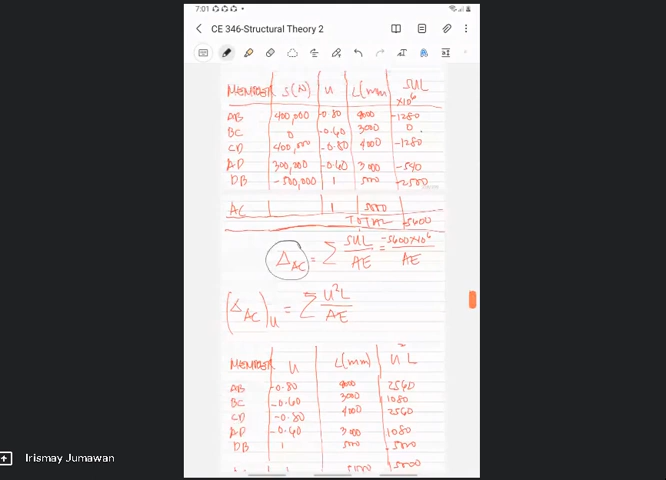 7:01
CE 346-Structural Theory 2
MEMBER S(N) U L(mm) SUL
×10⁶
AB 400,000 -0.80 4000 -1280
BC 0 -0.60 3000 0
CD 400,000 -0.80 4000 -1280
AD 300,000 -0.60 3000 -540
DB -500,000 1 5000 -2500
AC 1 5000
TOTAL -5600
Δ_AC = Σ SUL/AE = -5600×10⁶/AE
(Δ_AC)_U = Σ U²L/AE
MEMBER U L(mm) U²L
AB -0.80 4000 2560
BC -0.60 3000 1080
CD -0.80 4000 2560
AD -0.60 3000 1080
DB 1 5000 5000
5000
Irismay Jumawan